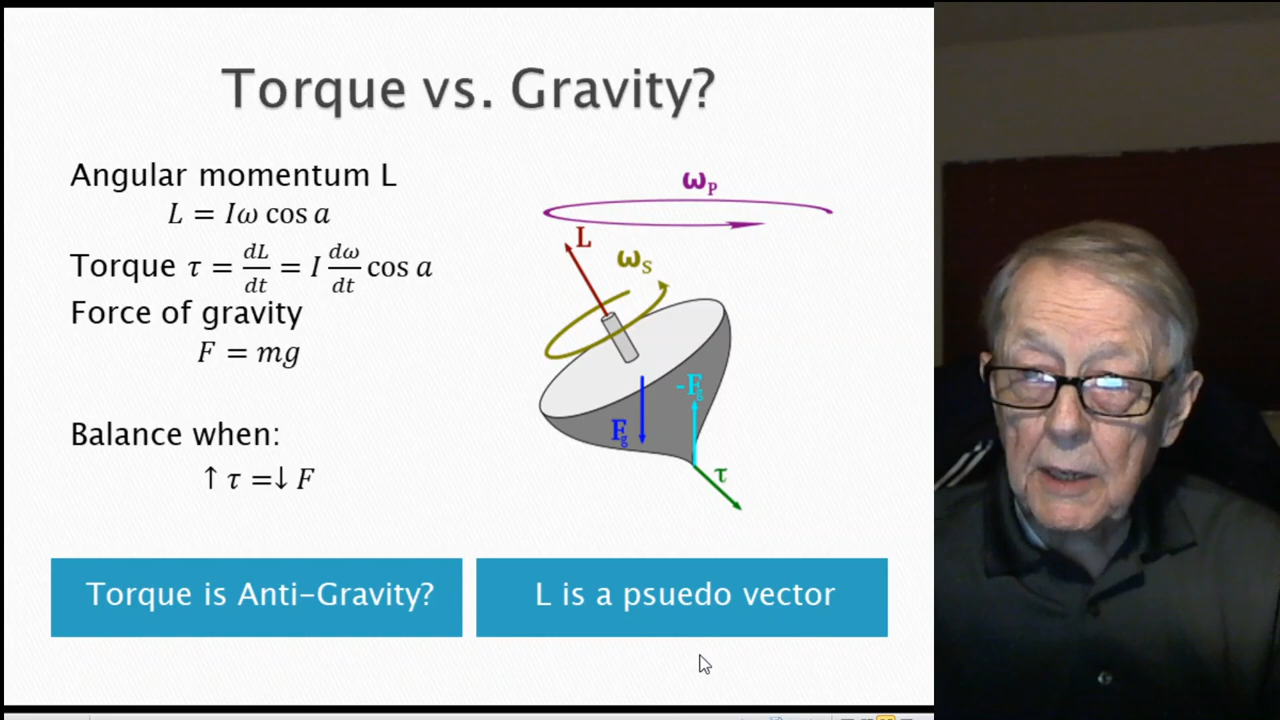 Torque vs. Gravity?
Angular momentum L
L = Iω cos a
Torque τ = dL/dt = I dω/dt cos a
Force of gravity
F = mg
Balance when:
↑ τ =↓ F
ωP
L
ωS
-Fg
Fg
τ
Torque is Anti-Gravity?
L is a psuedo vector